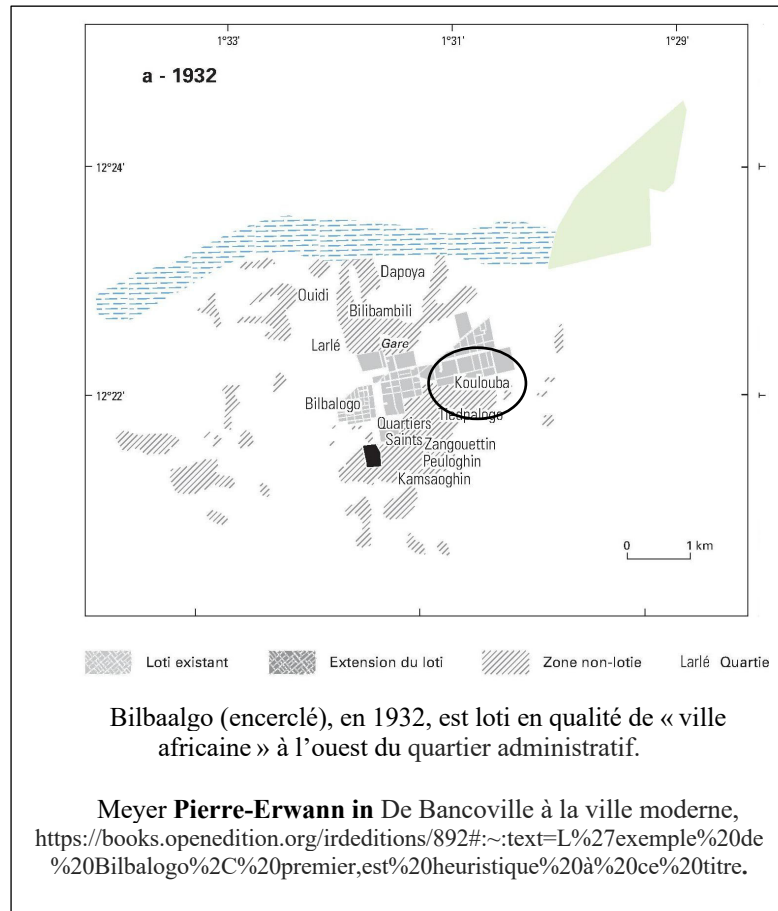 1°33'
1°31'
1°29'
a - 1932
12°24'
Dapoya
Ouidi
Bilibambili
Larlé
Gare
12°22'
Koulouba
Bilbalogo
Tiedpalogo
Quartiers
Saints
Zangouettin
Peuloghin
Kamsaoghin
0 1 km
Loti existant Extension du loti Zone non-lotie Larlé Quartie
Bilbaalgo (encerclé), en 1932, est loti en qualité de « ville
africaine » à l’ouest du quartier administratif.
Meyer Pierre-Erwann in De Bancoville à la ville moderne,
https://books.openedition.org/irdeditions/892#:~:text=L%27exemple%20de
%20Bilbalogo%2C%20premier,est%20heuristique%20à%20ce%20titre.